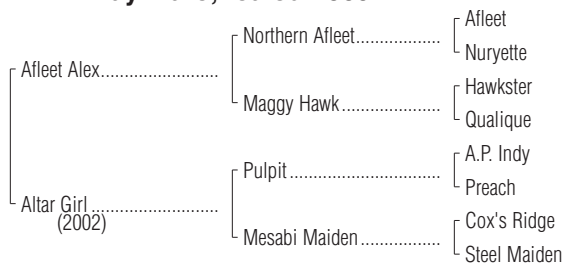 Afleet
Northern Afleet....................
Nuryette
Afleet Alex............................
Hawkster
Maggy Hawk.......................
Qualique
A.P. Indy
Pulpit...................................
Preach
Altar Girl..............................
(2002)
Cox's Ridge
Mesabi Maiden...................
Steel Maiden